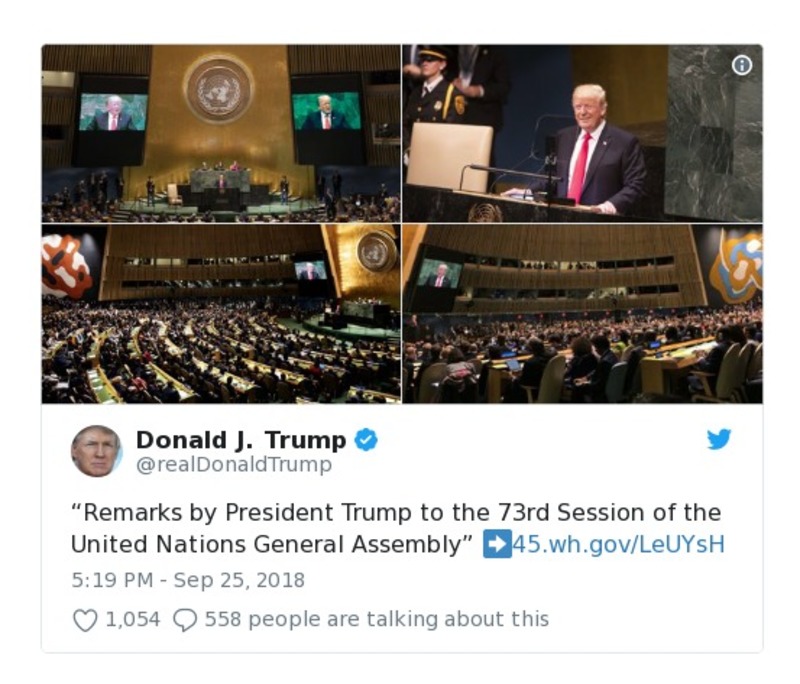 Donald J. Trump
@realDonaldTrump
“Remarks by President Trump to the 73rd Session of the
United Nations General Assembly” ➡45.wh.gov/LeUYsH
5:19 PM - Sep 25, 2018
1,054 558 people are talking about this